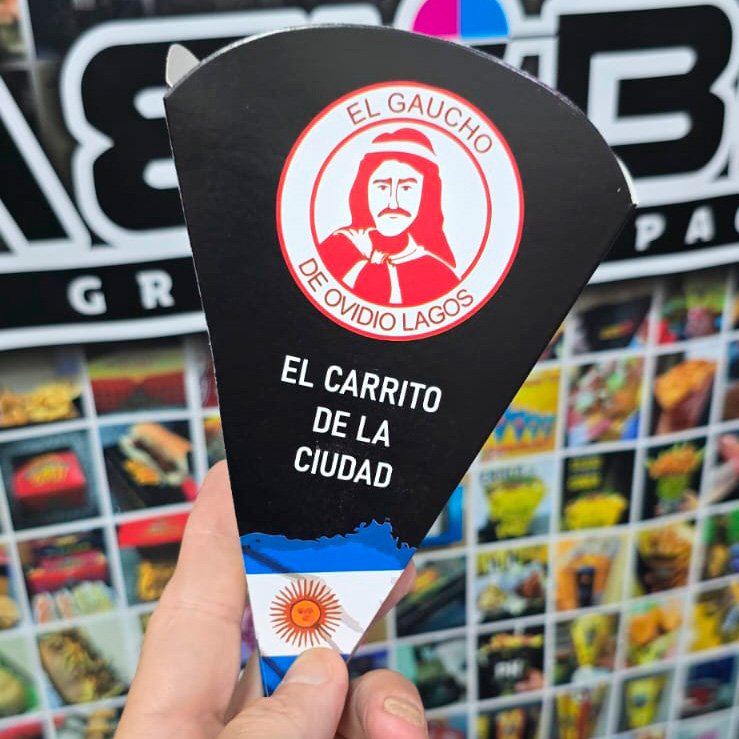 EL GAUCHO
DE OVIDIO LAGOS
EL CARRITO
DE LA
CIUDAD